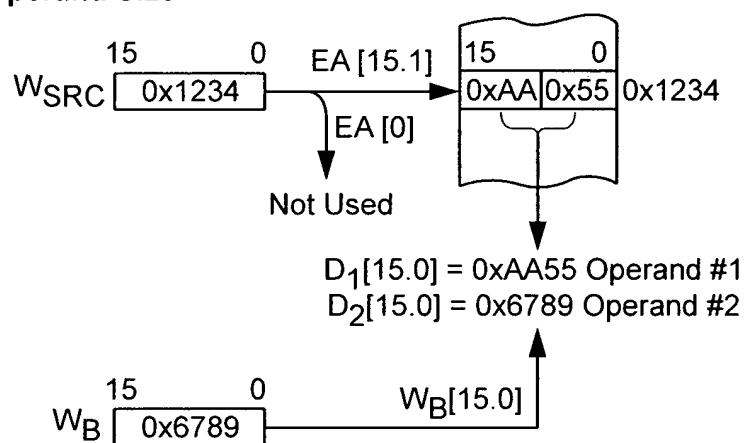 15 0
EA [15.1]
15 0
WSRC 0x1234
0xAA 0x55 0x1234
EA [0]
Not Used
D1[15.0] = 0xAA55 Operand #1
D2[15.0] = 0x6789 Operand #2
15 0
WB[15.0]
WB 0x6789